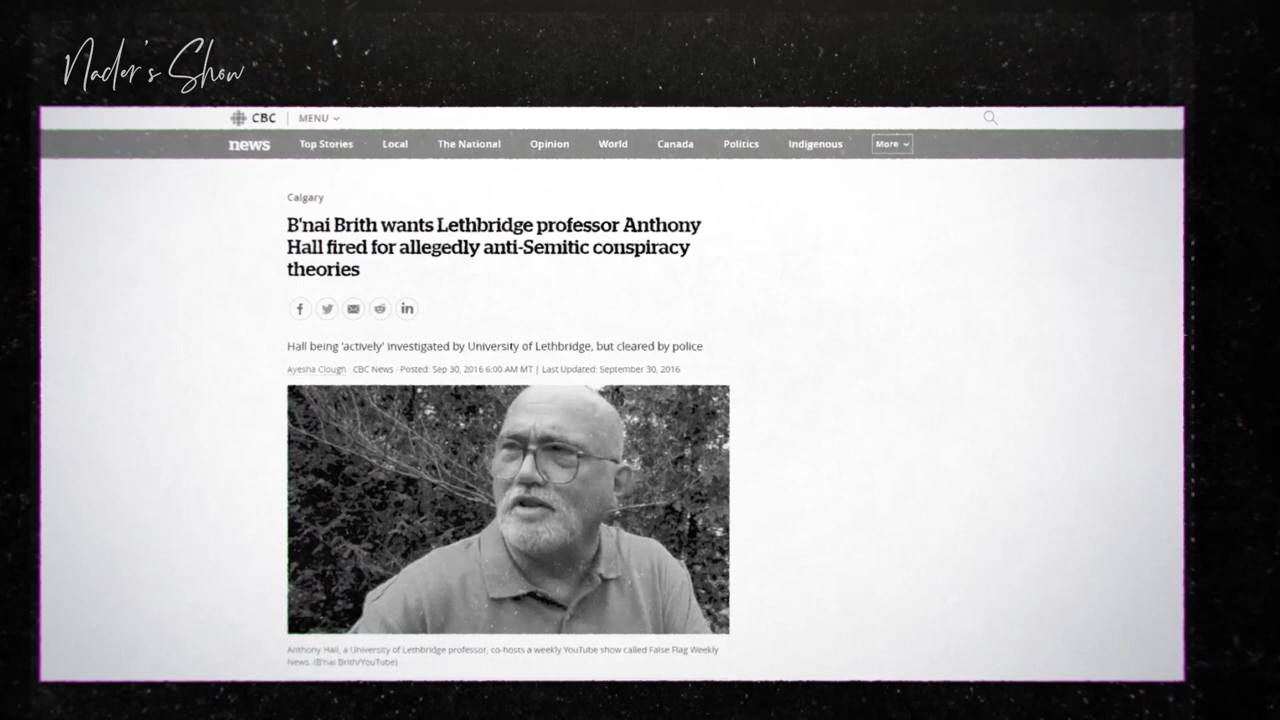 Nader's Show
CBC MENU
news Top Stories Local The National Opinion World Canada Politics Indigenous More
Calgary
B'nai Brith wants Lethbridge professor Anthony
Hall fired for allegedly anti-Semitic conspiracy
theories
Hall being 'actively' investigated by University of Lethbridge, but cleared by police
Ayesha Clough · CBC News · Posted: Sep 30, 2016 6:00 AM MT | Last Updated: September 30, 2016
Anthony Hall, a University of Lethbridge professor, co-hosts a weekly YouTube show called False Flag Weekly
News. (B'nai Brith/YouTube)